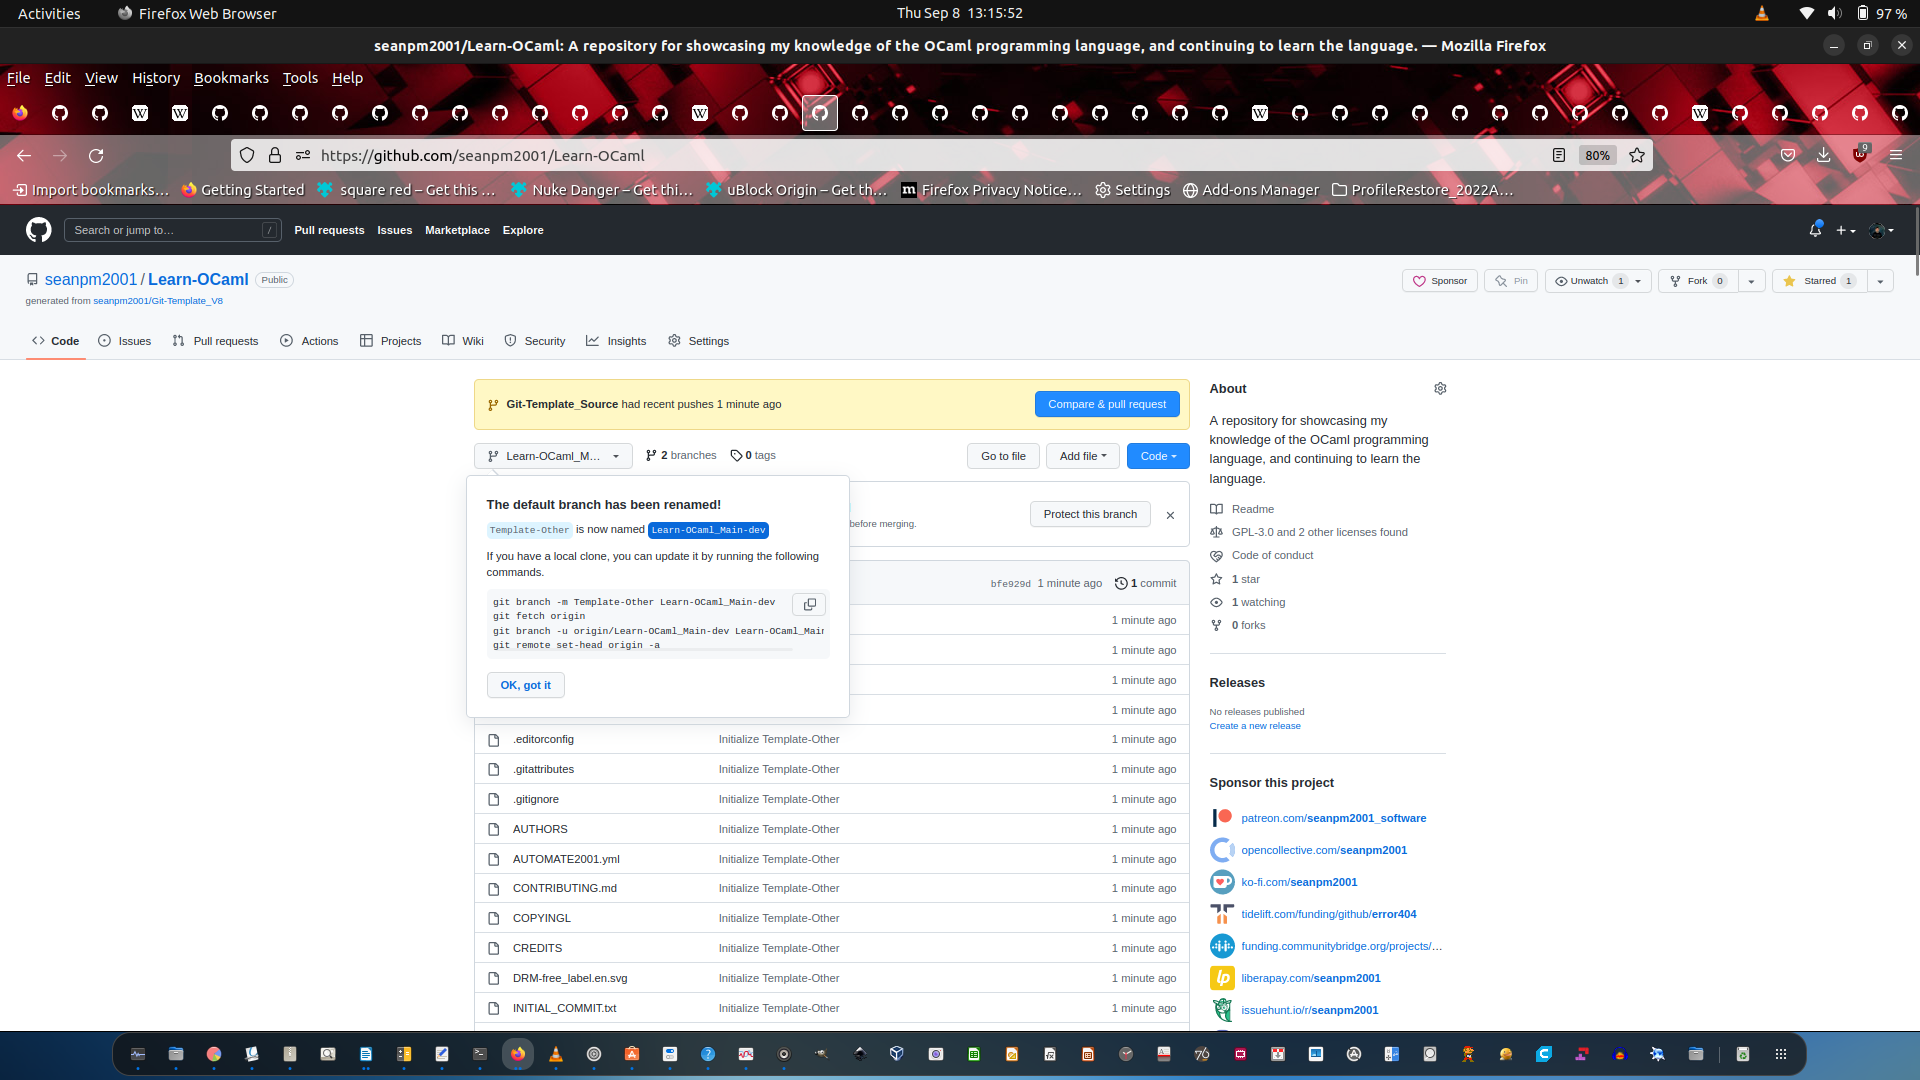 Activities
Firefox Web Browser
Thu Sep 8 13:15:52
97 %
seanpm2001/Learn-OCaml: A repository for showcasing my knowledge of the OCaml programming language, and continuing to learn the language. — Mozilla Firefox
File Edit View History Bookmarks Tools Help
https://github.com/seanpm2001/Learn-OCaml
80%
9
Import bookmarks…
Getting Started
square red – Get this …
Nuke Danger – Get thi…
uBlock Origin – Get th…
Firefox Privacy Notice…
Settings
Add-ons Manager
ProfileRestore_2022A…
Search or jump to…
/
Pull requests Issues Marketplace Explore
seanpm2001 / Learn-OCaml Public
generated from seanpm2001/Git-Template_V8
Sponsor
Pin
Unwatch 1
Fork 0
Starred 1
Code
Issues
Pull requests
Actions
Projects
Wiki
Security
Insights
Settings
Git-Template_Source had recent pushes 1 minute ago
Compare & pull request
Learn-OCaml_M…
2 branches
0 tags
Go to file
Add file
Code
The default branch has been renamed!
Template-Other is now named Learn-OCaml_Main-dev
If you have a local clone, you can update it by running the following
commands.
git branch -m Template-Other Learn-OCaml_Main-dev
git fetch origin
git branch -u origin/Learn-OCaml_Main-dev Learn-OCaml_Main
git remote set-head origin -a
OK, got it
before merging.
Protect this branch
bfe929d 1 minute ago 1 commit
1 minute ago
1 minute ago
1 minute ago
1 minute ago
.editorconfig Initialize Template-Other 1 minute ago
.gitattributes Initialize Template-Other 1 minute ago
.gitignore Initialize Template-Other 1 minute ago
AUTHORS Initialize Template-Other 1 minute ago
AUTOMATE2001.yml Initialize Template-Other 1 minute ago
CONTRIBUTING.md Initialize Template-Other 1 minute ago
COPYINGL Initialize Template-Other 1 minute ago
CREDITS Initialize Template-Other 1 minute ago
DRM-free_label.en.svg Initialize Template-Other 1 minute ago
INITIAL_COMMIT.txt Initialize Template-Other 1 minute ago
About
A repository for showcasing my
knowledge of the OCaml programming
language, and continuing to learn the
language.
Readme
GPL-3.0 and 2 other licenses found
Code of conduct
1 star
1 watching
0 forks
Releases
No releases published
Create a new release
Sponsor this project
patreon.com/seanpm2001_software
opencollective.com/seanpm2001
ko-fi.com/seanpm2001
tidelift.com/funding/github/error404
funding.communitybridge.org/projects/…
liberapay.com/seanpm2001
issuehunt.io/r/seanpm2001